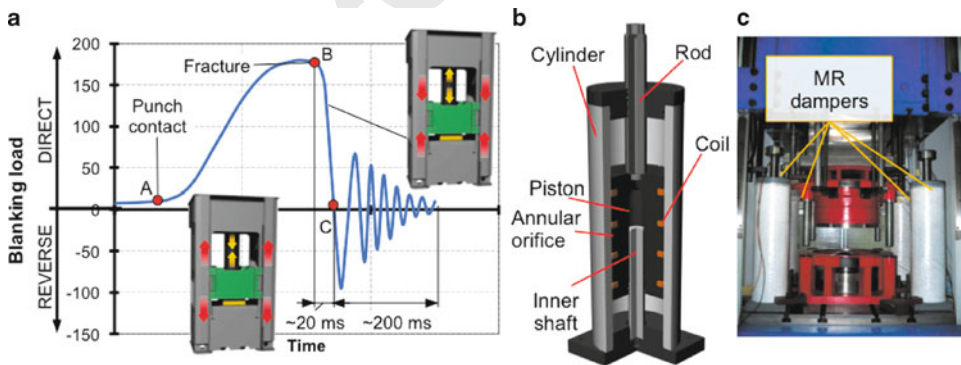 a
200
150
100
50
0
-50
-100
-150
Blanking load
DIRECT
REVERSE
Punch
contact
A
Fracture
B
C
~20 ms
~200 ms
Time
b
Cylinder
Rod
Coil
Piston
Annular
orifice
Inner
shaft
c
MR
dampers